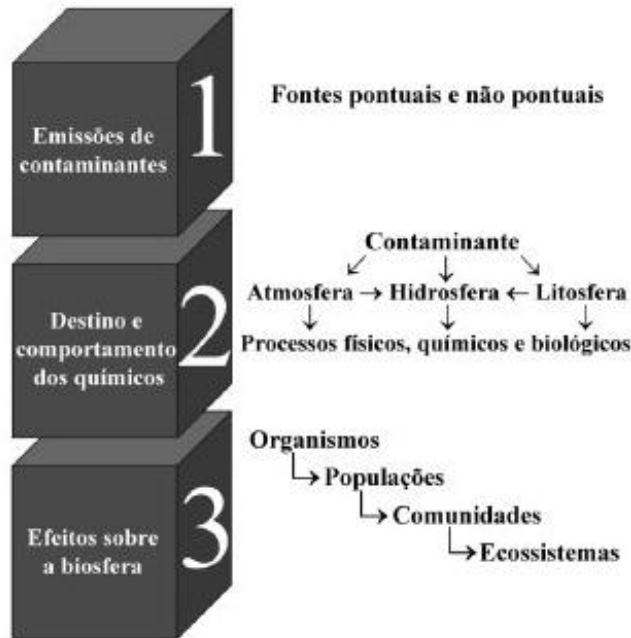 1
Emissões de
contaminantes
Fontes pontuais e não pontuais
2
Destino e
comportamento
dos químicos
Contaminante
Atmosfera → Hidrosfera ← Litosfera
Processos físicos, químicos e biológicos
3
Efeitos sobre
a biosfera
Organismos
Populações
Comunidades
Ecossistemas